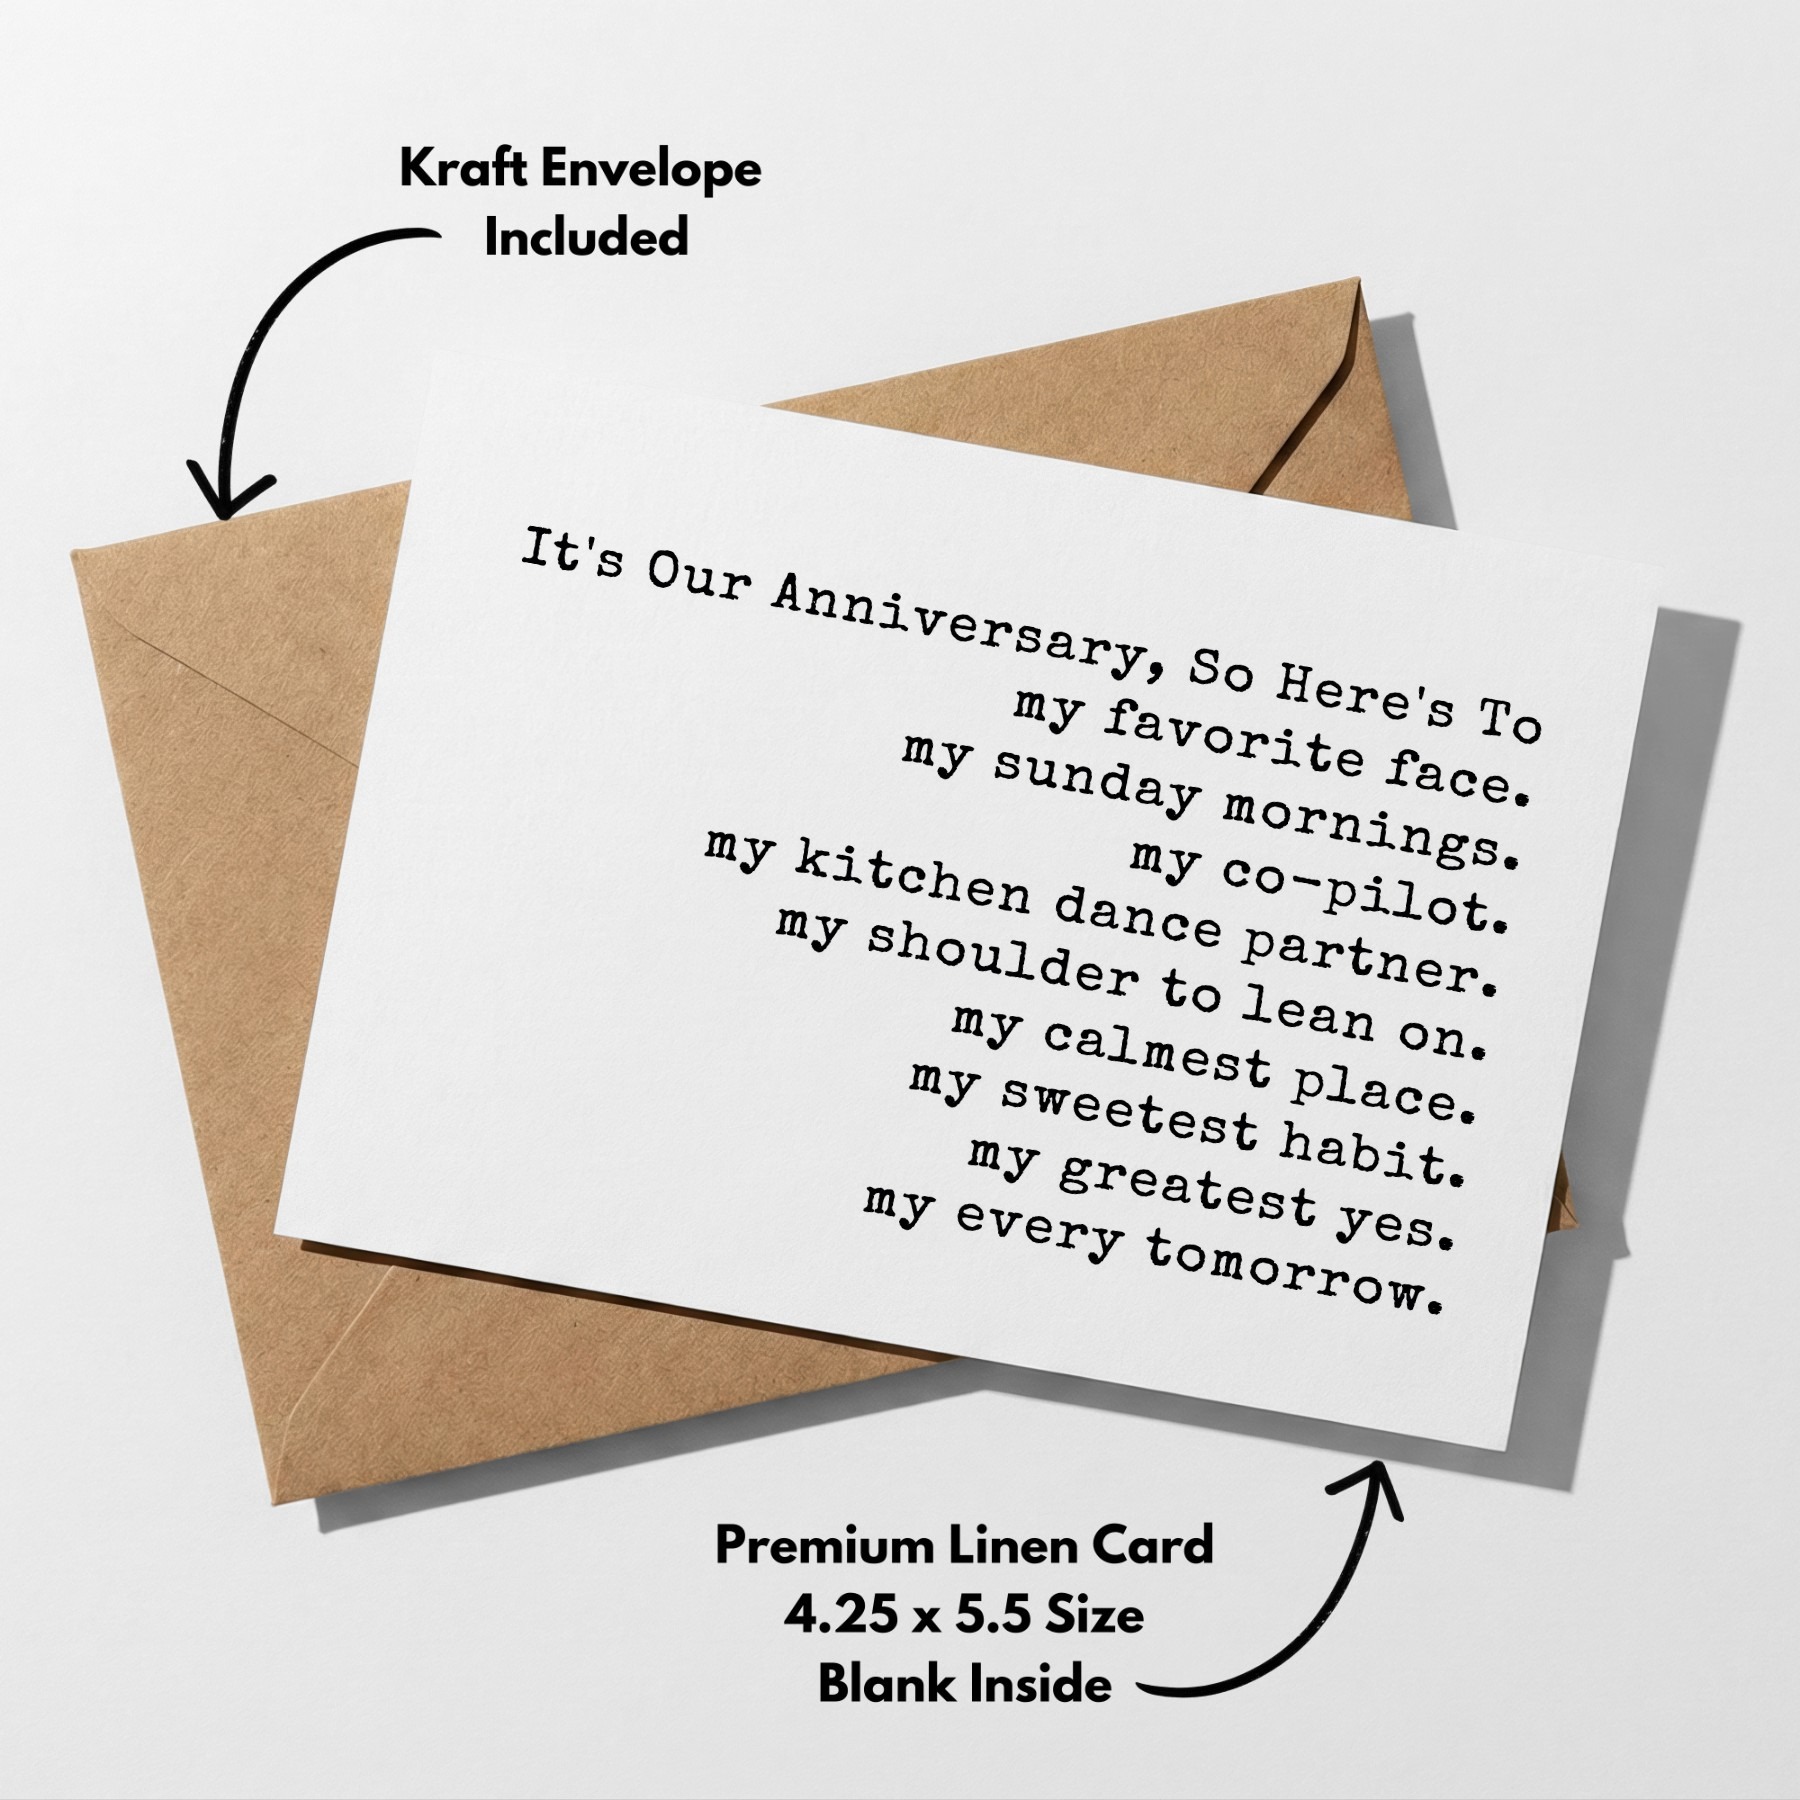 Kraft Envelope
Included
It's Our Anniversary, So Here's To
my favorite face.
my sunday mornings.
my co-pilot.
my kitchen dance partner.
my shoulder to lean on.
my calmest place.
my sweetest habit.
my greatest yes.
my every tomorrow.
Premium Linen Card
4.25 x 5.5 Size
Blank Inside